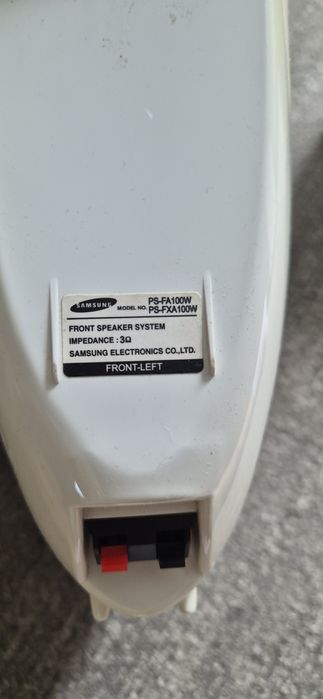 SAMSUNG MODEL NO. PS-FA100W
PS-FXA100W
FRONT SPEAKER SYSTEM
IMPEDANCE : 3Ω
SAMSUNG ELECTRONICS CO.,LTD.
FRONT-LEFT